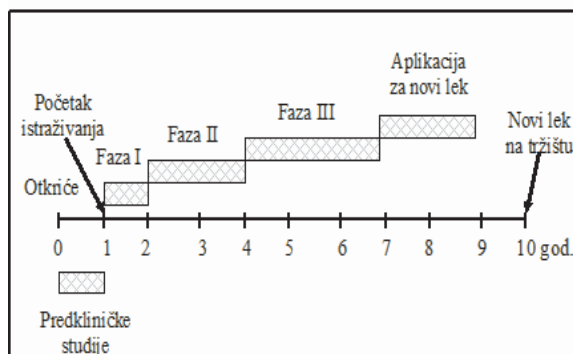 Aplikacija
za novi lek
Početak
istraživanja
Faza III
Faza II
Faza I
Novi lek
na tržištu
Otkriće
0 1 2 3 4 5 6 7 8 9 10 god.
Predkliničke
studije